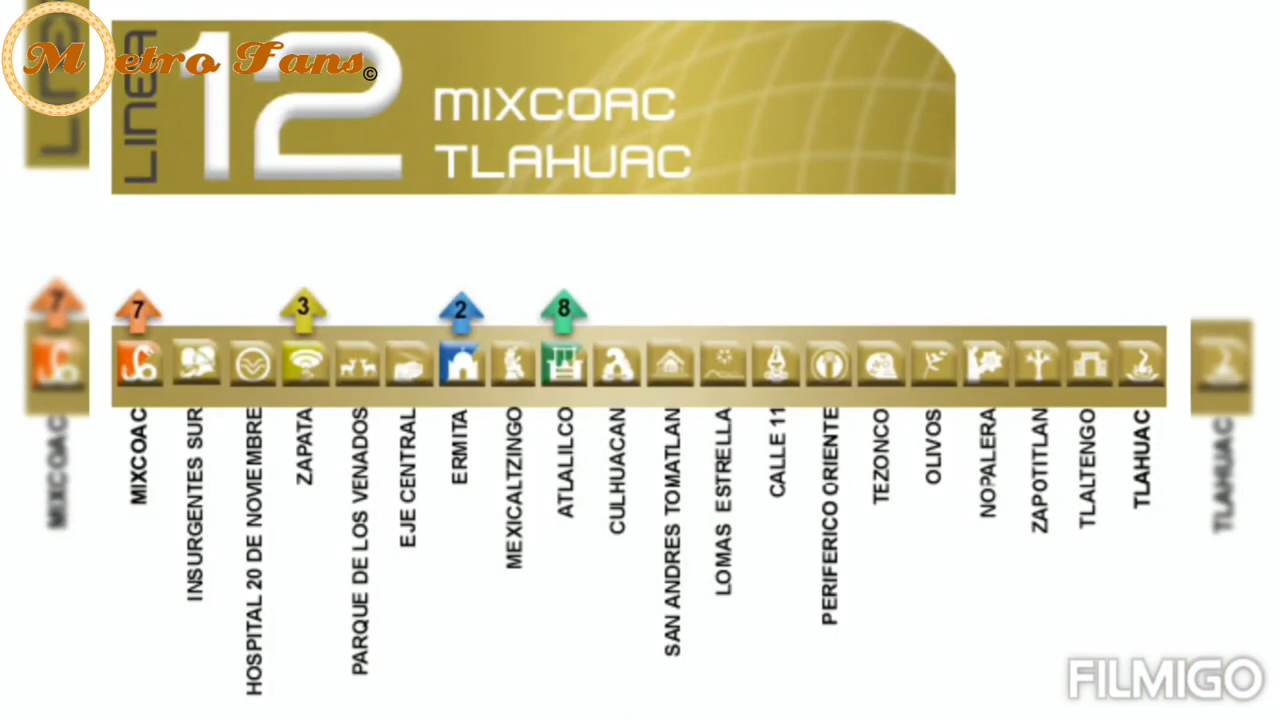 Metro Fans©
LINEA 12
MIXCOAC
TLAHUAC
7
7
3
2
8
MIXCOAC
MIXCOAC
INSURGENTES SUR
HOSPITAL 20 DE NOVIEMBRE
ZAPATA
PARQUE DE LOS VENADOS
EJE CENTRAL
ERMITA
MEXICALTZINGO
ATLALILCO
CULHUACAN
SAN ANDRES TOMATLAN
LOMAS ESTRELLA
CALLE 11
PERIFERICO ORIENTE
TEZONCO
OLIVOS
NOPALERA
ZAPOTITLAN
TLALTENGO
TLAHUAC
TLAHUAC
FILMIGO